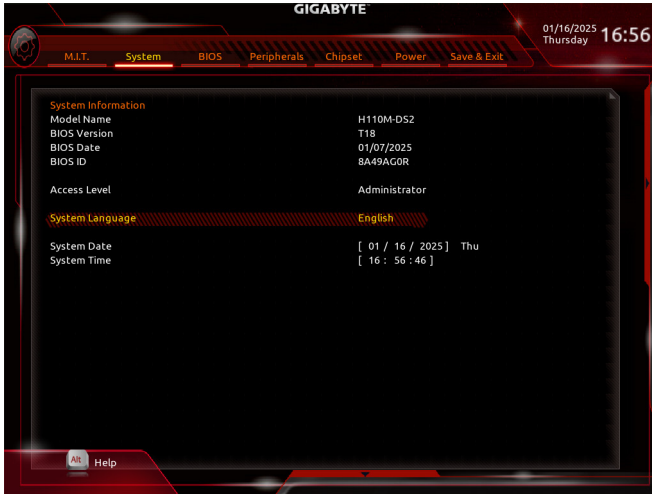 GIGABYTE™
01/16/2025 Thursday 16:56
M.I.T. System BIOS Peripherals Chipset Power Save & Exit
System Information
Model Name H110M-DS2
BIOS Version T18
BIOS Date 01/07/2025
BIOS ID 8A49AG0R
Access Level Administrator
System Language English
System Date [ 01 / 16 / 2025 ] Thu
System Time [ 16 : 56 : 46 ]
Alt Help